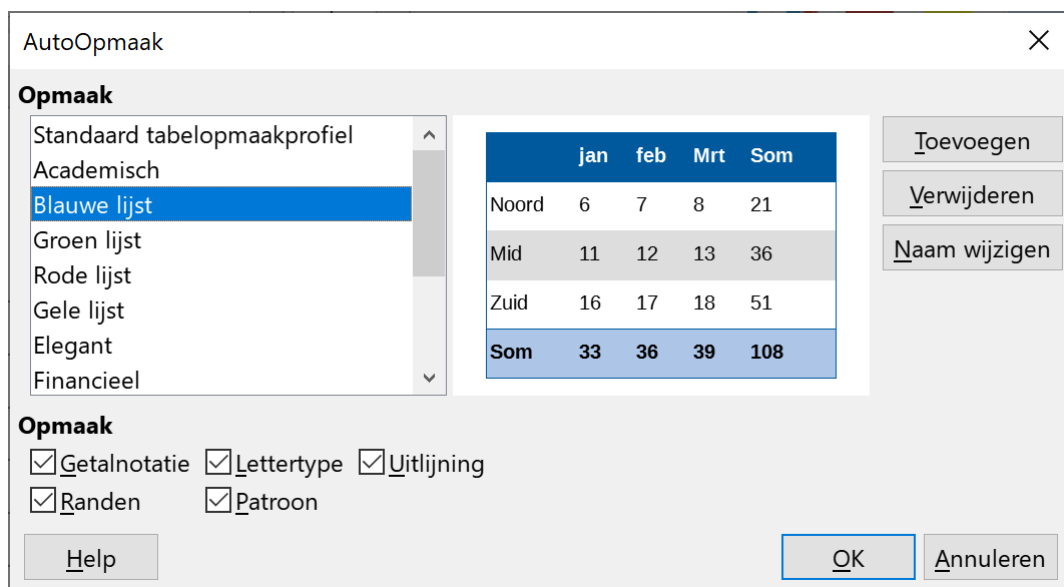 AutoOpmaak
Opmaak
Standaard tabelopmaakprofiel
Academisch
Blauwe lijst
Groen lijst
Rode lijst
Gele lijst
Elegant
Financieel
jan feb Mrt Som
Noord 6 7 8 21
Mid 11 12 13 36
Zuid 16 17 18 51
Som 33 36 39 108
Toevoegen
Verwijderen
Naam wijzigen
Opmaak
Getalnotatie Lettertype Uitlijning
Randen Patroon
Help OK Annuleren